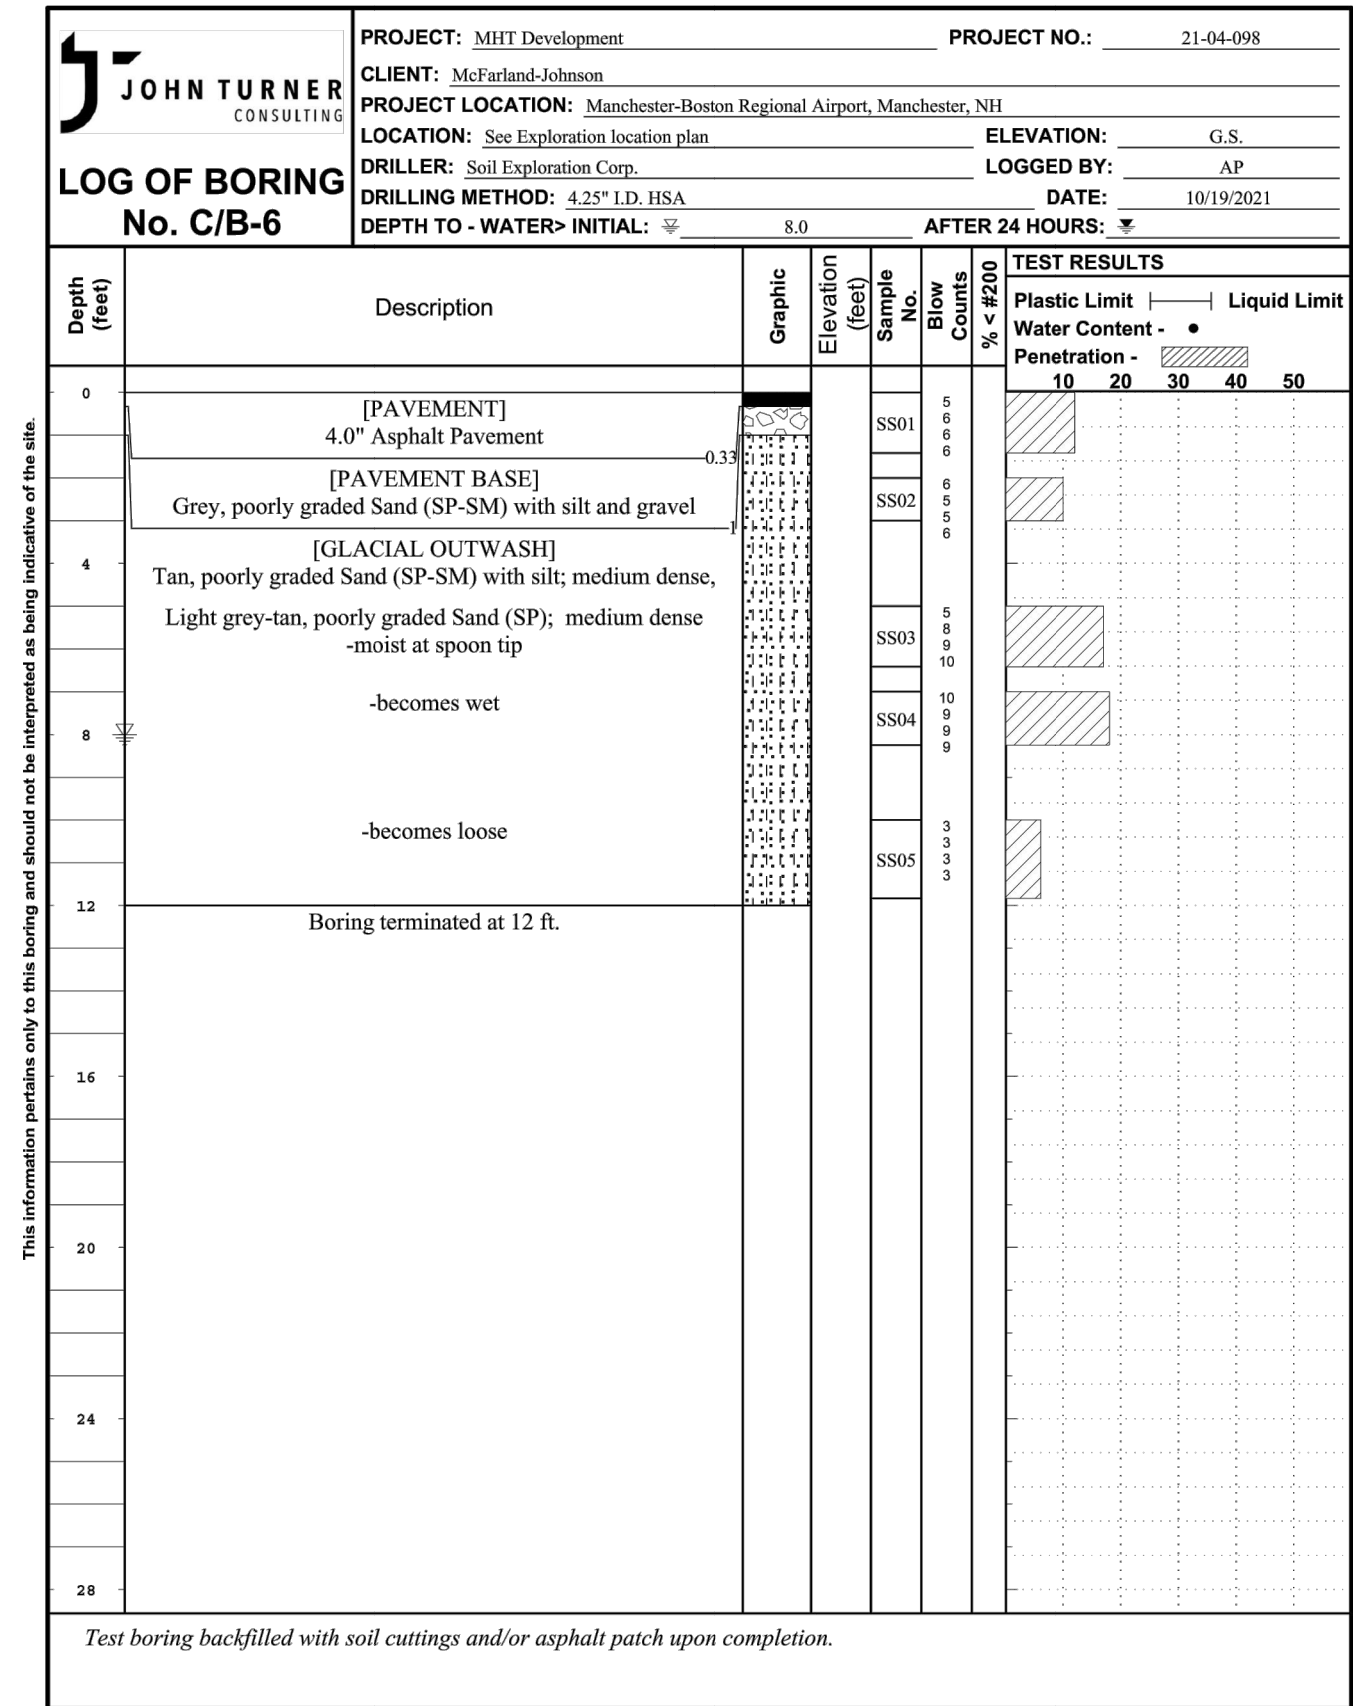 JOHN TURNER
CONSULTING
LOG OF BORING
No. C/B-6
PROJECT: MHT Development PROJECT NO.: 21-04-098
CLIENT: McFarland-Johnson
PROJECT LOCATION: Manchester-Boston Regional Airport, Manchester, NH
LOCATION: See Exploration location plan ELEVATION: G.S.
DRILLER: Soil Exploration Corp. LOGGED BY: AP
DRILLING METHOD: 4.25" I.D. HSA DATE: 10/19/2021
DEPTH TO - WATER> INITIAL: 8.0 AFTER 24 HOURS:
Depth
(feet)
Description
Graphic
Elevation
(feet)
Sample
No.
Blow
Counts
% < #200
TEST RESULTS
Plastic Limit Liquid Limit
Water Content -
Penetration -
10 20 30 40 50
0
[PAVEMENT]
4.0" Asphalt Pavement
0.33
[PAVEMENT BASE]
Grey, poorly graded Sand (SP-SM) with silt and gravel
1
[GLACIAL OUTWASH]
4
Tan, poorly graded Sand (SP-SM) with silt; medium dense,
Light grey-tan, poorly graded Sand (SP); medium dense
-moist at spoon tip
-becomes wet
8
-becomes loose
12
Boring terminated at 12 ft.
16
20
24
28
SS01
5
6
6
6
SS02
6
5
5
6
SS03
5
8
9
10
SS04
10
9
9
9
SS05
3
3
3
3
This information pertains only to this boring and should not be interpreted as being indicative of the site.
Test boring backfilled with soil cuttings and/or asphalt patch upon completion.